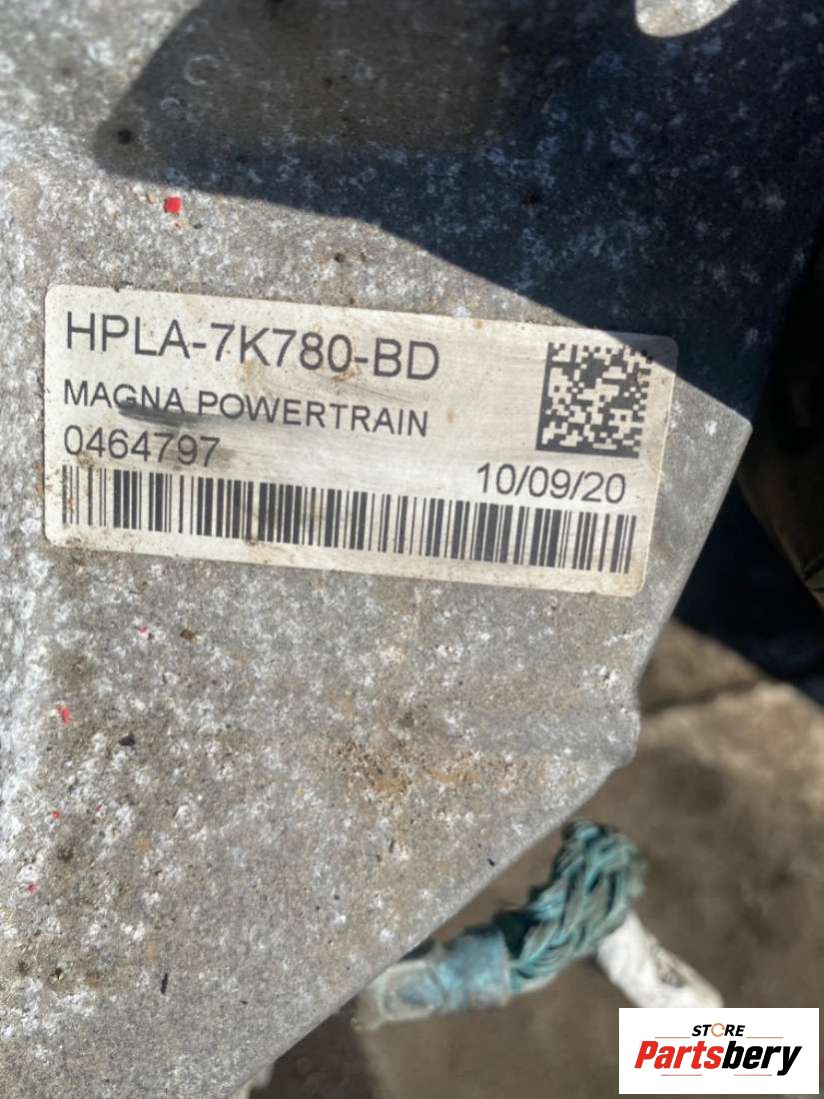 HPLA-7K780-BD
MAGNA POWERTRAIN
0464797
10/09/20
STORE
Partsbery